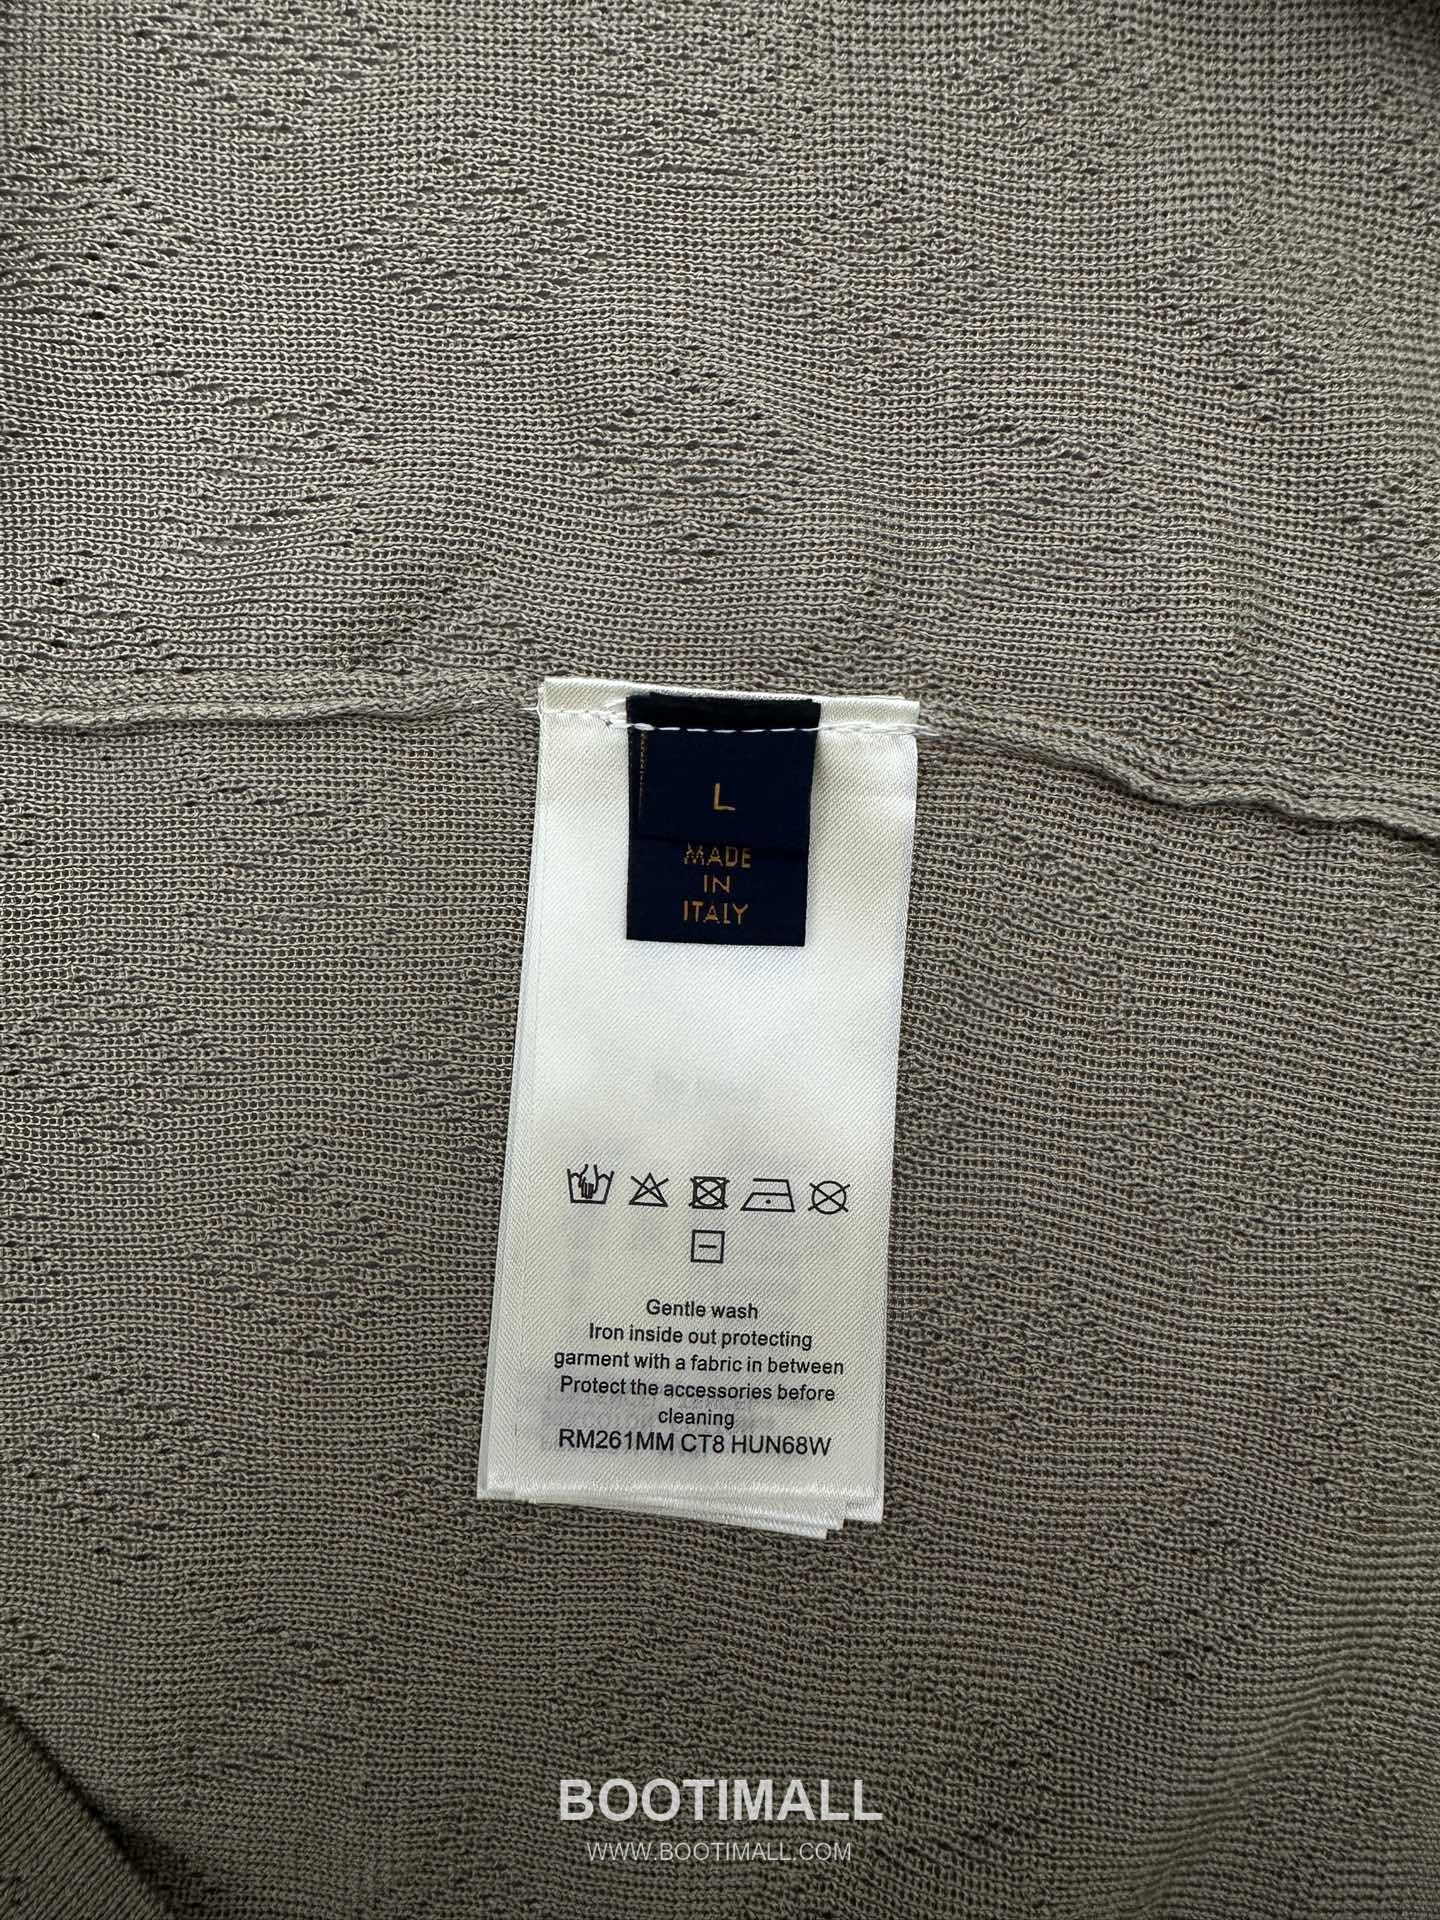 L
MADE
IN
ITALY
Gentle wash
Iron inside out protecting
garment with a fabric in between
Protect the accessories before
cleaning
RM261MM CT8 HUN68W
BOOTIMALL
WWW.BOOTIMALL.COM